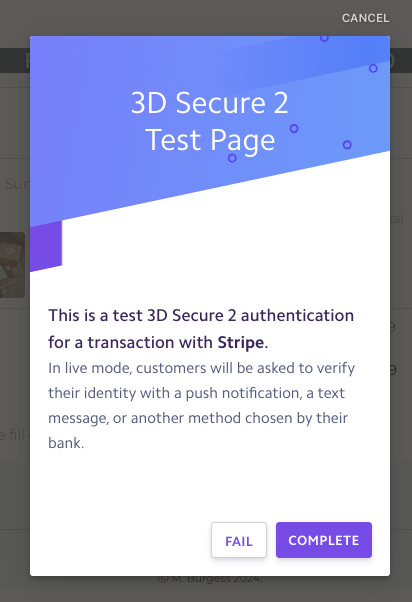 CANCEL
3D Secure 2
Test Page
This is a test 3D Secure 2 authentication
for a transaction with Stripe.
In live mode, customers will be asked to verify
their identity with a push notification, a text
message, or another method chosen by their
bank.
FAIL
COMPLETE
© M. Burgess 2024.